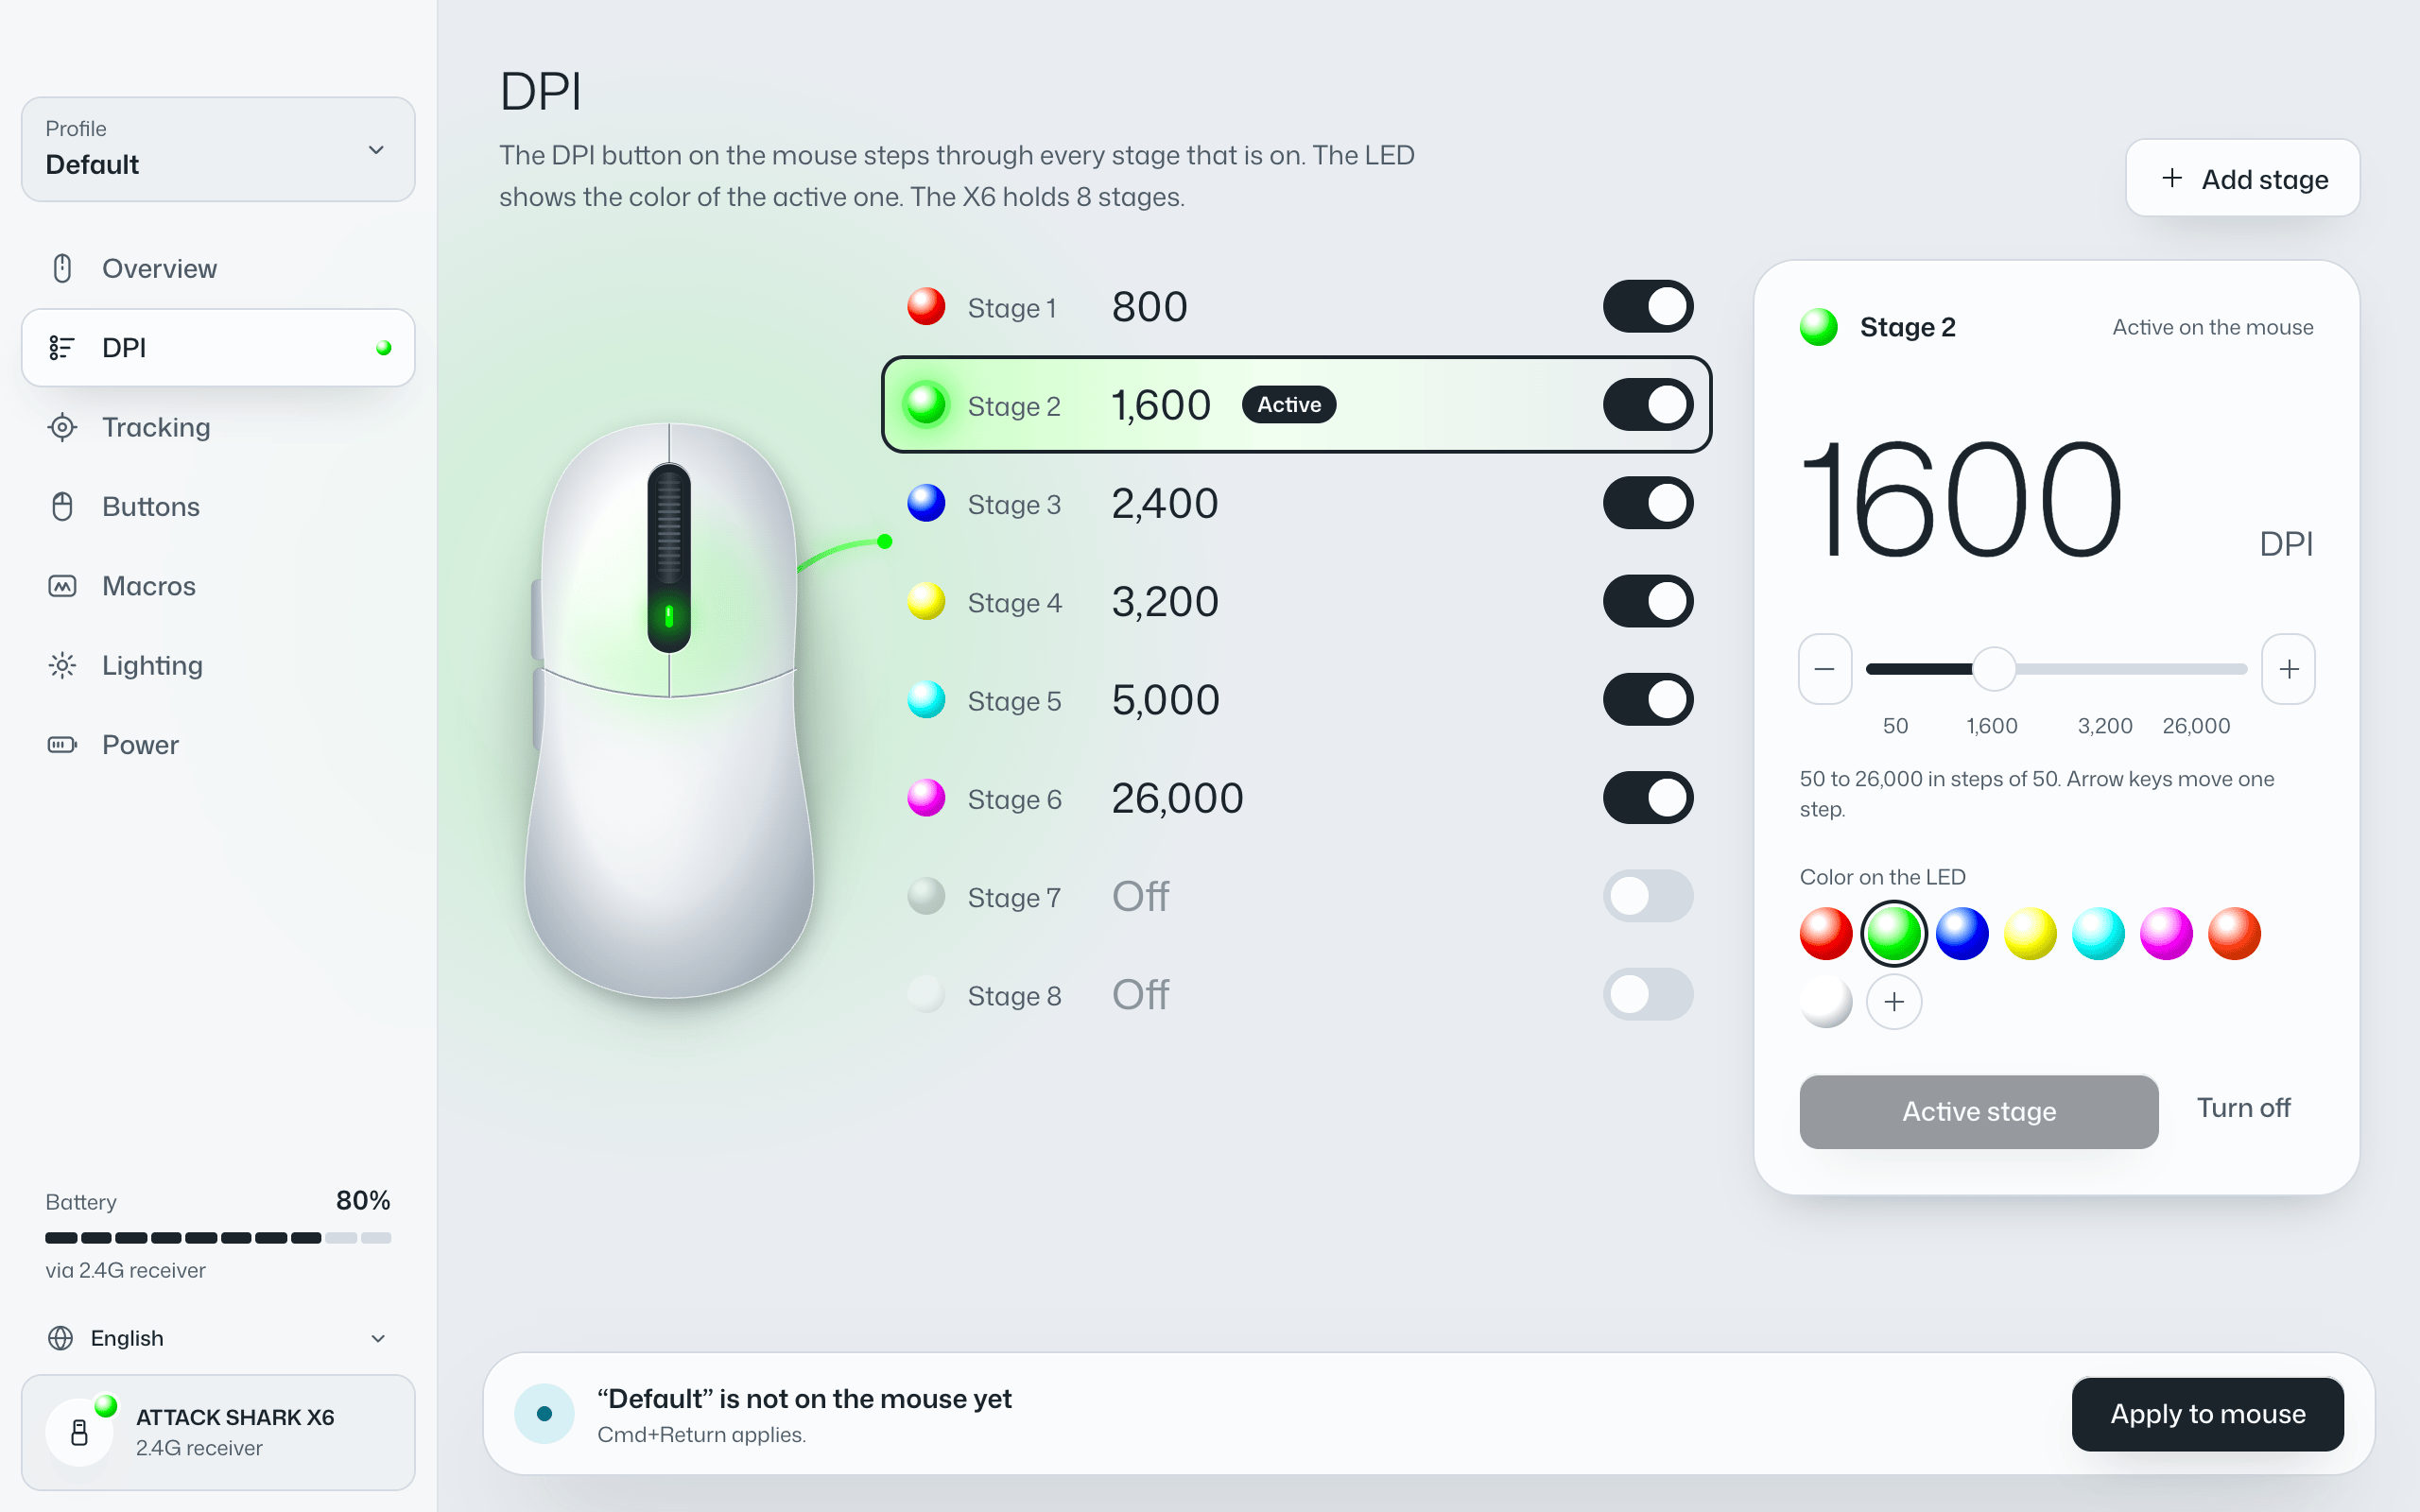 Profile
Default
Overview
DPI
Tracking
Buttons
Macros
Lighting
Power
Battery
80%
via 2.4G receiver
English
ATTACK SHARK X6
2.4G receiver
DPI
The DPI button on the mouse steps through every stage that is on. The LED
shows the color of the active one. The X6 holds 8 stages.
Add stage
Stage 1 800
Stage 2 1,600 Active
Stage 3 2,400
Stage 4 3,200
Stage 5 5,000
Stage 6 26,000
Stage 7 Off
Stage 8 Off
Stage 2 Active on the mouse
1600 DPI
50 1,600 3,200 26,000
50 to 26,000 in steps of 50. Arrow keys move one
step.
Color on the LED
Active stage Turn off
“Default” is not on the mouse yet
Cmd+Return applies.
Apply to mouse